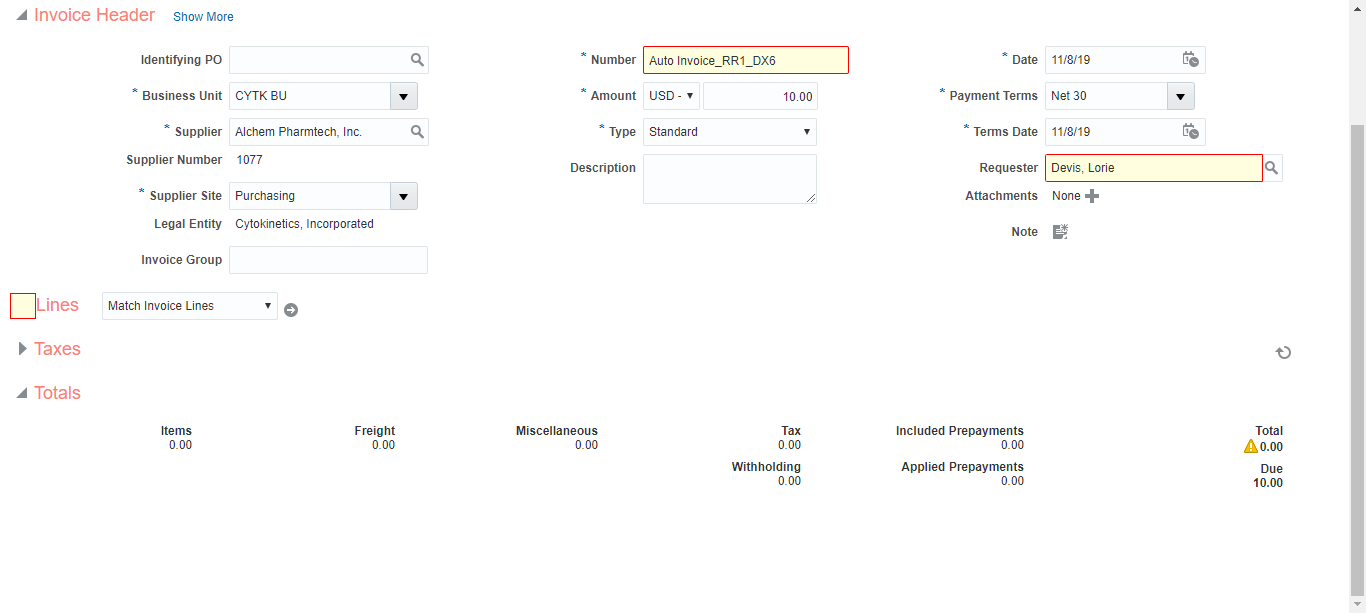 Invoice Header Show More
Identifying PO
* Number Auto Invoice_RR1_DX6
* Date 11/8/19
* Business Unit CYTK BU
* Amount USD - 10.00
* Payment Terms Net 30
* Supplier Alchem Pharmtech, Inc.
* Type Standard
* Terms Date 11/8/19
Supplier Number 1077
Description
Requester Devis, Lorie
* Supplier Site Purchasing
Attachments None
Legal Entity Cytokinetics, Incorporated
Note
Invoice Group
Lines Match Invoice Lines
Taxes
Totals
Items Freight Miscellaneous Tax Included Prepayments Total
0.00 0.00 0.00 0.00 0.00 0.00
Withholding Applied Prepayments Due
0.00 0.00 10.00